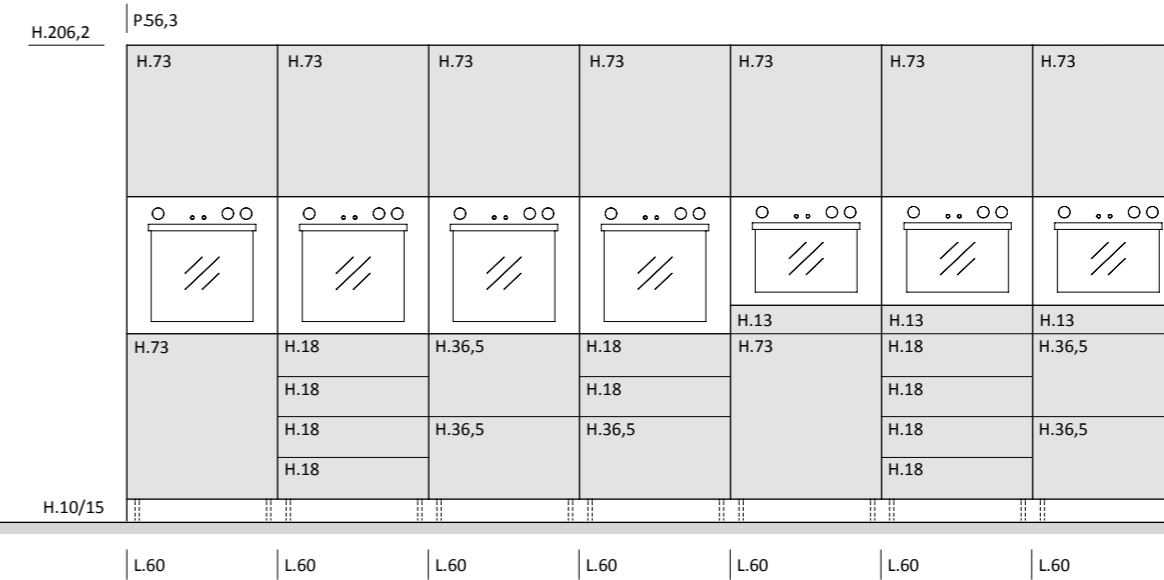 P.56,3
H.206,2
H.73 H.73 H.73 H.73 H.73 H.73 H.73
H.13 H.13 H.13
H.73 H.18 H.36,5 H.18 H.73 H.18 H.36,5
H.18 H.18 H.18
H.18 H.36,5 H.36,5 H.18 H.36,5
H.18 H.18
H.10/15
L.60 L.60 L.60 L.60 L.60 L.60 L.60